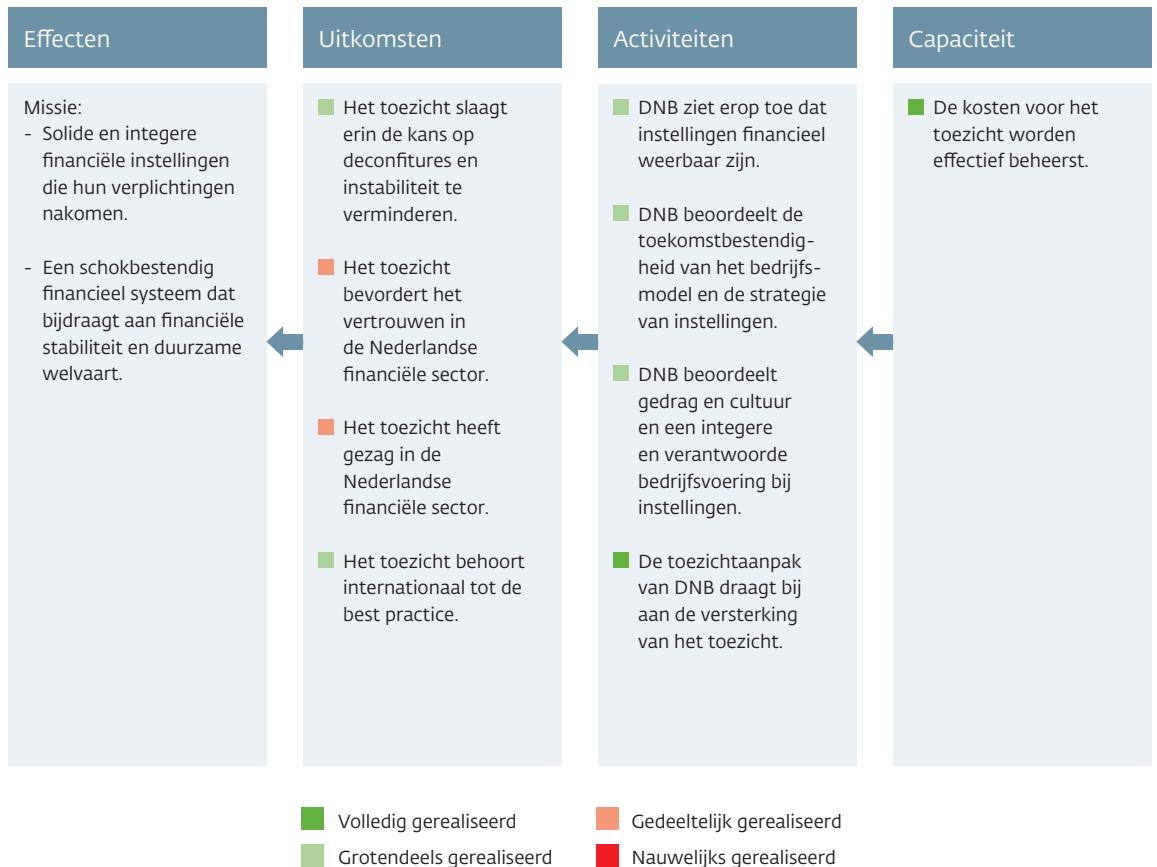 Effecten
Missie:
- Solide en integere
financiële instellingen
die hun verplichtingen
nakomen.
- Een schokbestendig
financieel systeem dat
bijdraagt aan financiële
stabiliteit en duurzame
welvaart.
Uitkomsten
Het toezicht slaagt
erin de kans op
deconfitures en
instabiliteit te
verminderen.
Het toezicht
bevordert het
vertrouwen in
de Nederlandse
financiële sector.
Het toezicht heeft
gezag in de
Nederlandse
financiële sector.
Het toezicht behoort
internationaal tot de
best practice.
Activiteiten
DNB ziet erop toe dat
instellingen financieel
weerbaar zijn.
DNB beoordeelt de
toekomstbestendig-
heid van het bedrijfs-
model en de strategie
van instellingen.
DNB beoordeelt
gedrag en cultuur
en een integere
en verantwoorde
bedrijfsvoering bij
instellingen.
De toezichtaanpak
van DNB draagt bij
aan de versterking
van het toezicht.
Capaciteit
De kosten voor het
toezicht worden
effectief beheerst.
Volledig gerealiseerd
Grotendeels gerealiseerd
Gedeeltelijk gerealiseerd
Nauwelijks gerealiseerd